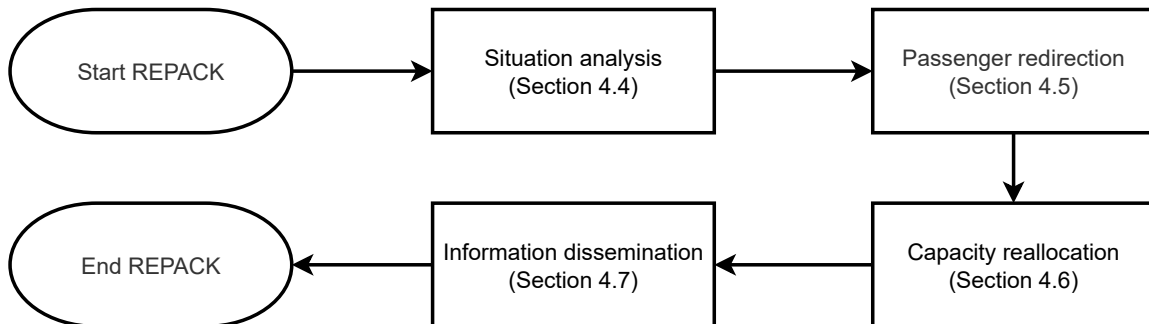 Start REPACK
Situation analysis
(Section 4.4)
Passenger redirection
(Section 4.5)
Capacity reallocation
(Section 4.6)
Information dissemination
(Section 4.7)
End REPACK